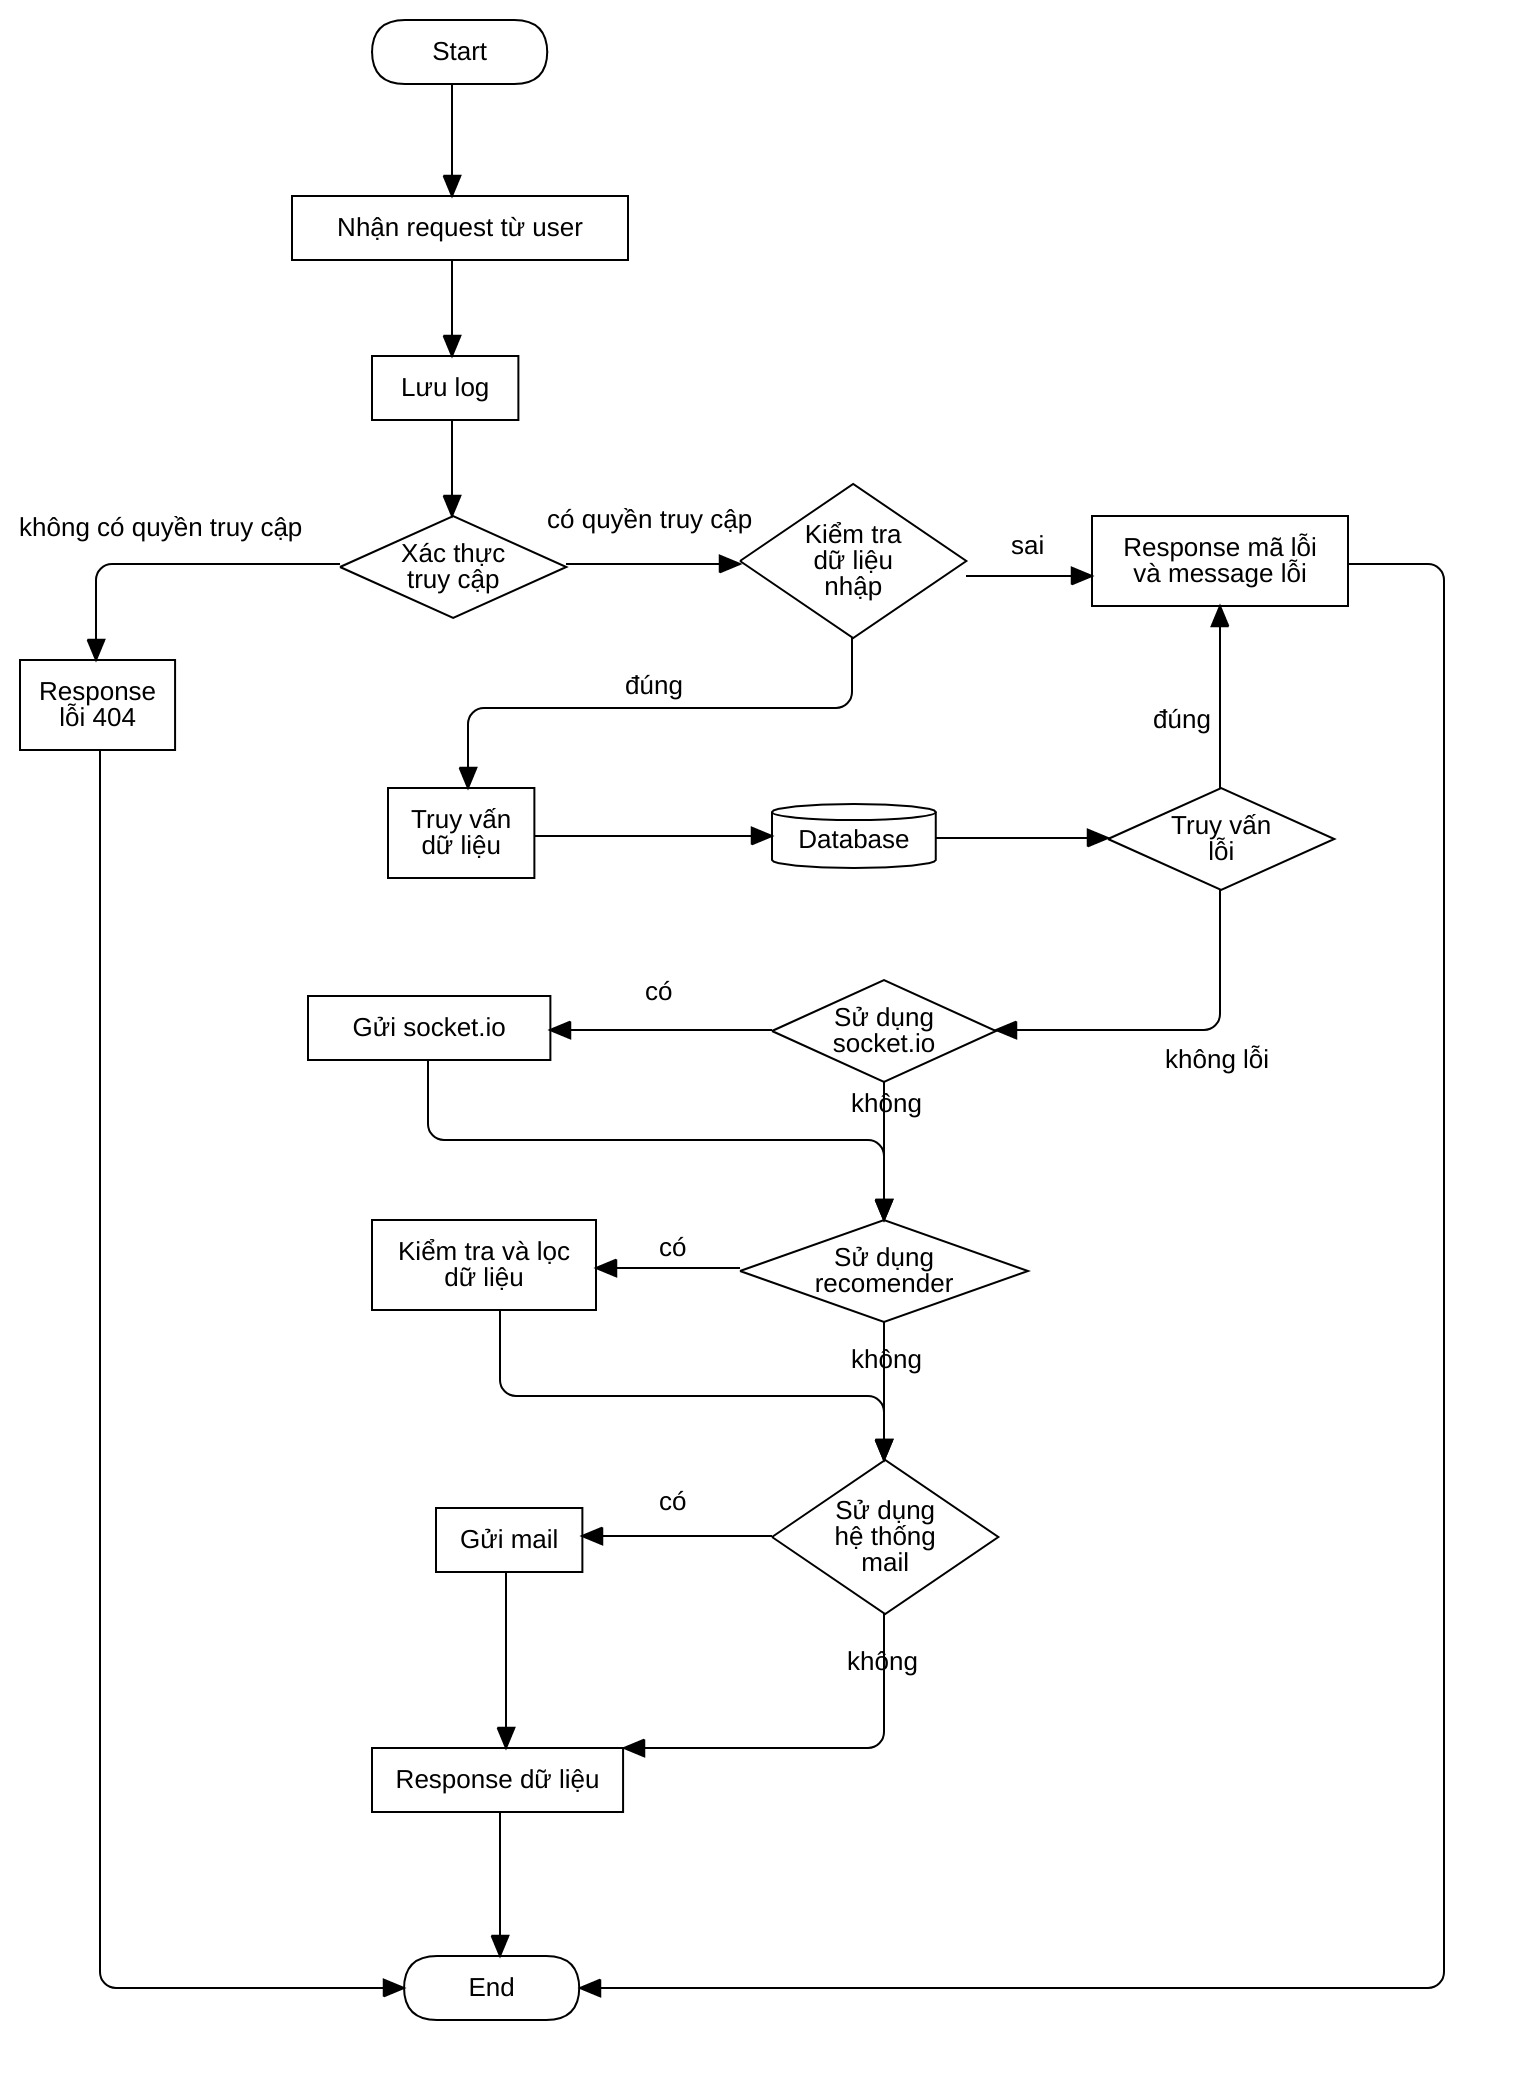 Start
Nhận request từ user
Lưu log
không có quyền truy cập
có quyền truy cập
Xác thực
truy cập
Kiểm tra
dữ liệu
nhập
sai
Response mã lỗi
và message lỗi
Response
lỗi 404
đúng
đúng
Truy vấn
dữ liệu
Database
Truy vấn
lỗi
có
Gửi socket.io
Sử dụng
socket.io
không lỗi
không
Kiểm tra và lọc
dữ liệu
có
Sử dụng
recomender
không
có
Gửi mail
Sử dụng
hệ thống
mail
không
Response dữ liệu
End